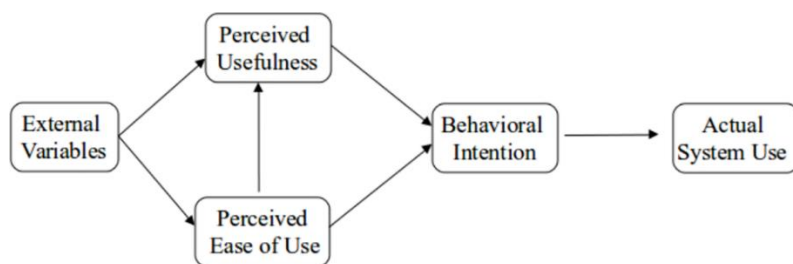 Perceived
Usefulness
External
Variables
Behavioral
Intention
Actual
System Use
Perceived
Ease of Use